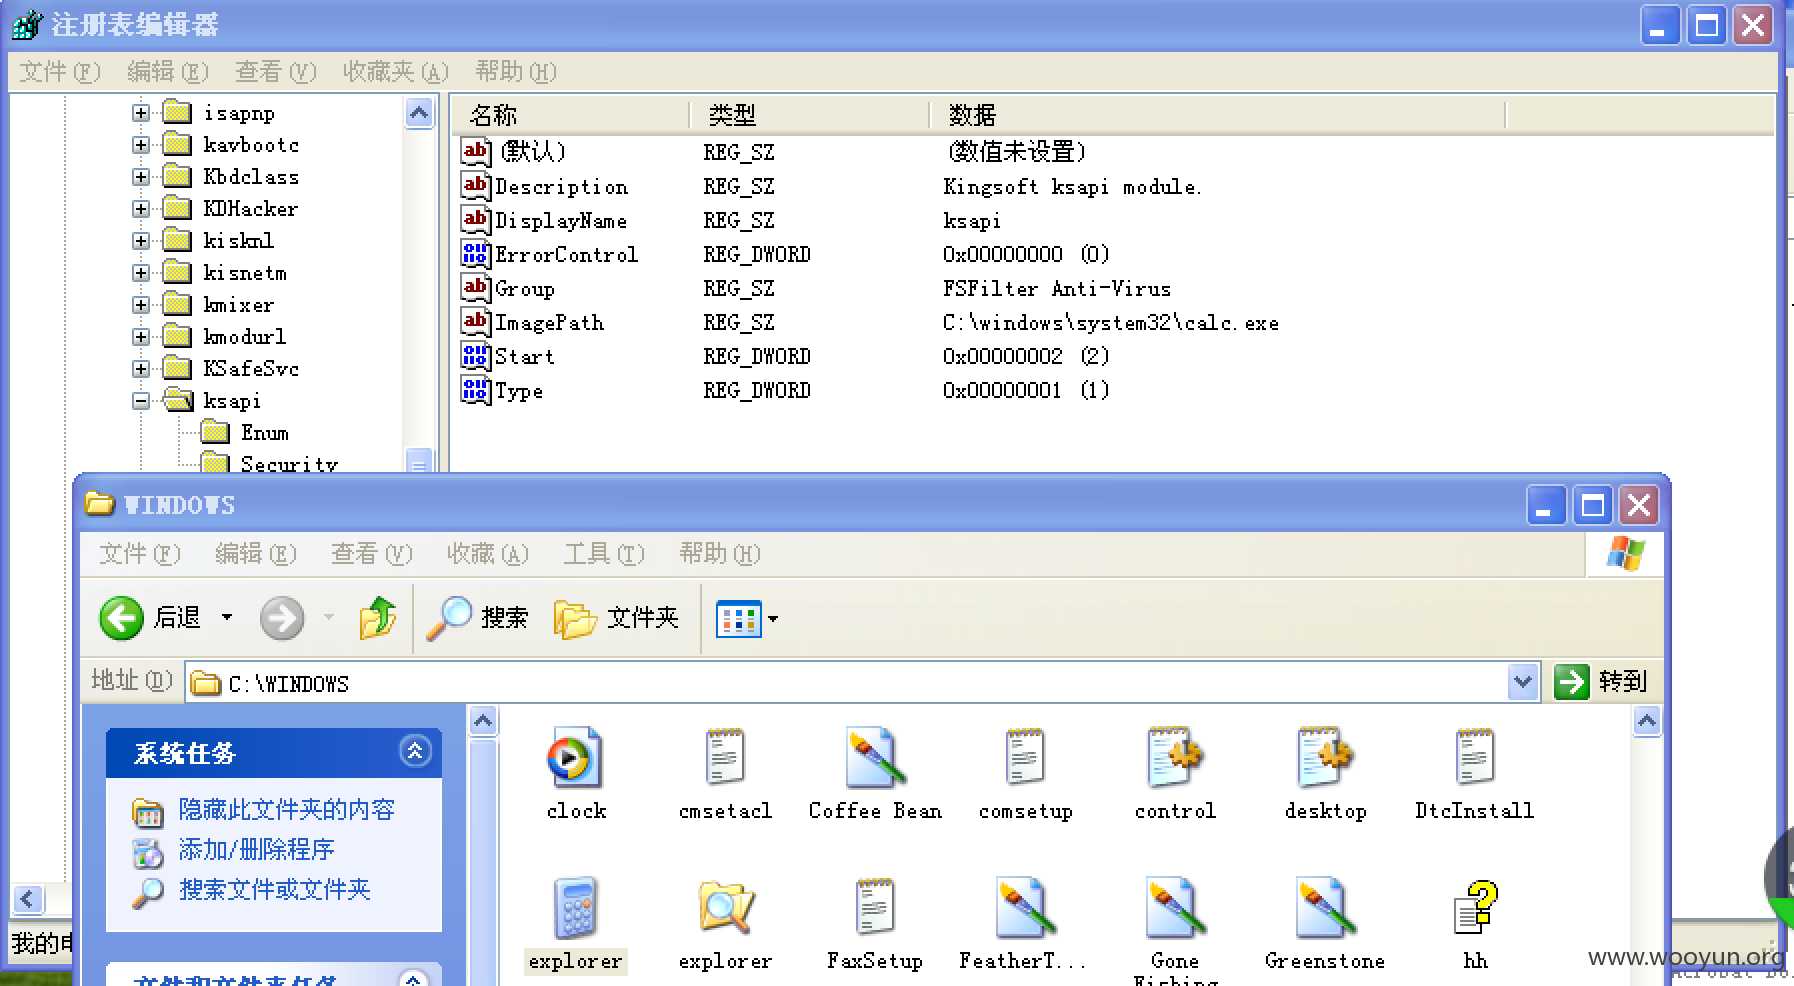 注册表编辑器
文件(F) 编辑(E) 查看(V) 收藏夹(A) 帮助(H)
isapnp
kavbootc
Kbdclass
KDHacker
kisknl
kisnetm
kmixer
kmodurl
KSafeSvc
ksapi
Enum
Security
名称 类型 数据
(默认) REG_SZ (数值未设置)
Description REG_SZ Kingsoft ksapi module.
DisplayName REG_SZ ksapi
ErrorControl REG_DWORD 0x00000000 (0)
Group REG_SZ FSFilter Anti-Virus
ImagePath REG_SZ C:\windows\system32\calc.exe
Start REG_DWORD 0x00000002 (2)
Type REG_DWORD 0x00000001 (1)
WINDOWS
文件(F) 编辑(E) 查看(V) 收藏(A) 工具(T) 帮助(H)
后退 搜索 文件夹
地址(D) C:\WINDOWS 转到
系统任务
隐藏此文件夹的内容
添加/删除程序
搜索文件或文件夹
文件和文件夹任务
clock cmsetacl Coffee Bean comsetup control desktop DtcInstall
explorer explorer FaxSetup FeatherT... Gone Fishing Greenstone hh
我的电
www.wooyun.org